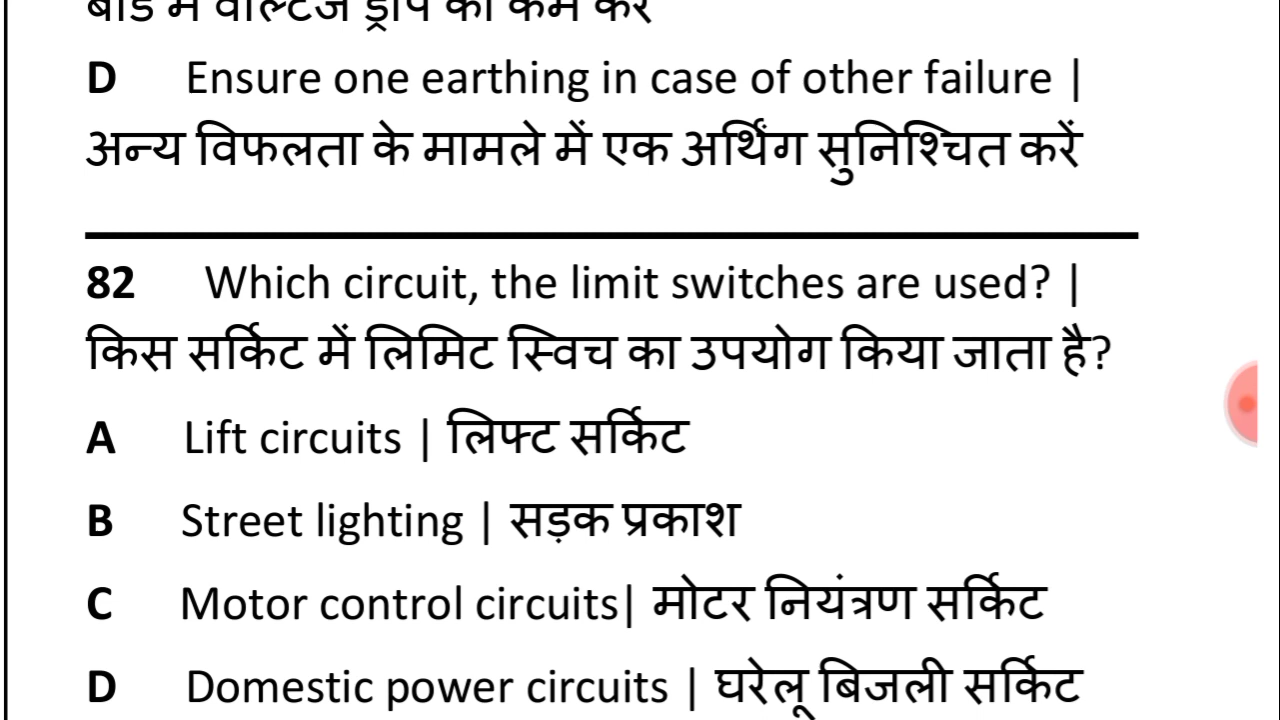 D Ensure one earthing in case of other failure |
अन्य विफलता के मामले में एक अर्थिंग सुनिश्चित करें
82 Which circuit, the limit switches are used? |
किस सर्किट में लिमिट स्विच का उपयोग किया जाता है?
A Lift circuits | लिफ्ट सर्किट
B Street lighting | सड़क प्रकाश
C Motor control circuits| मोटर नियंत्रण सर्किट
D Domestic power circuits | घरेलू बिजली सर्किट